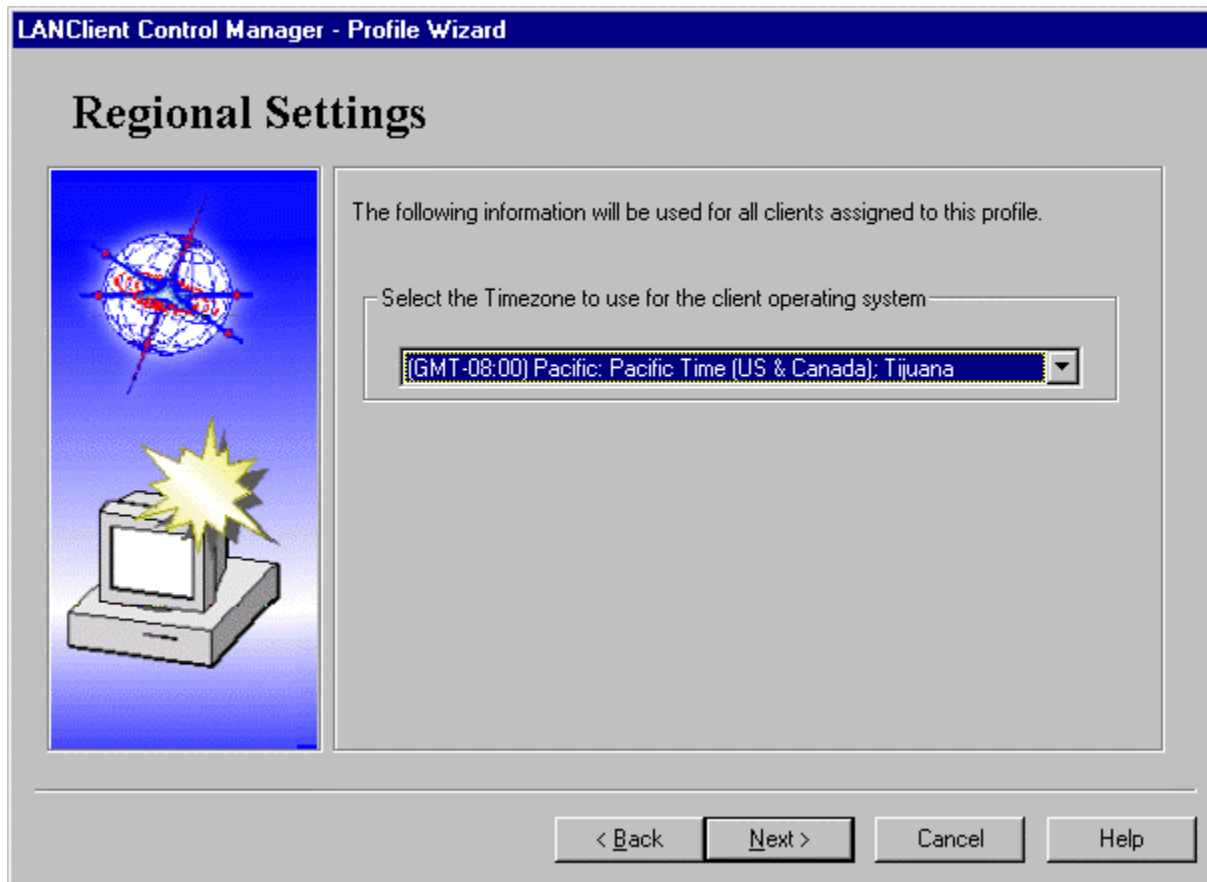 LANClient Control Manager - Profile Wizard
Regional Settings
The following information will be used for all clients assigned to this profile.
Select the Timezone to use for the client operating system
(GMT-08:00) Pacific: Pacific Time (US & Canada); Tijuana
< Back Next > Cancel Help